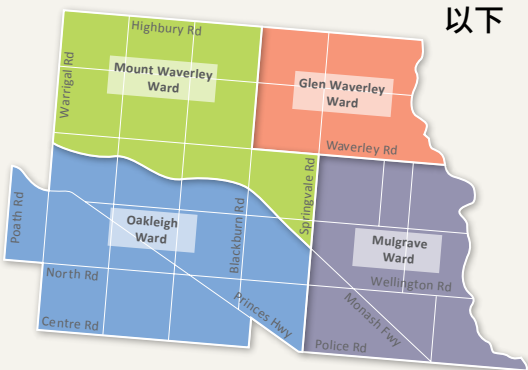 以下
Highbury Rd
Warrigal Rd
Mount Waverley
Ward
Glen Waverley
Ward
Waverley Rd
Springvale Rd
Poath Rd
Oakleigh
Ward
Blackburn Rd
Mulgrave
Ward
North Rd
Wellington Rd
Princes Hwy
Monash Fwy
Centre Rd
Police Rd